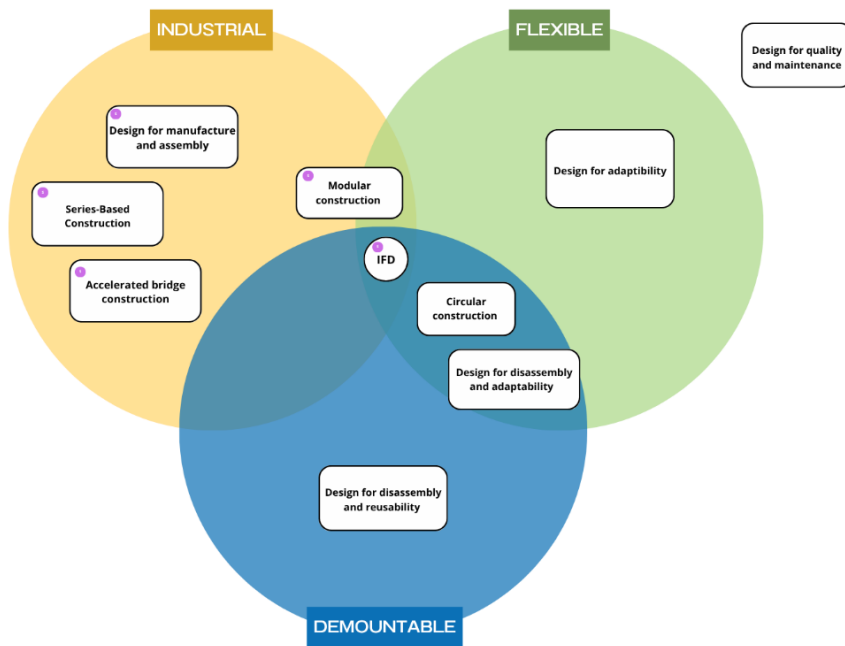 INDUSTRIAL
FLEXIBLE
Design for quality
and maintenance
Design for manufacture
and assembly
Design for adaptibility
Modular
construction
Series-Based
Construction
IFD
Accelerated bridge
construction
Circular
construction
Design for disassembly
and adaptability
Design for disassembly
and reusability
DEMOUNTABLE